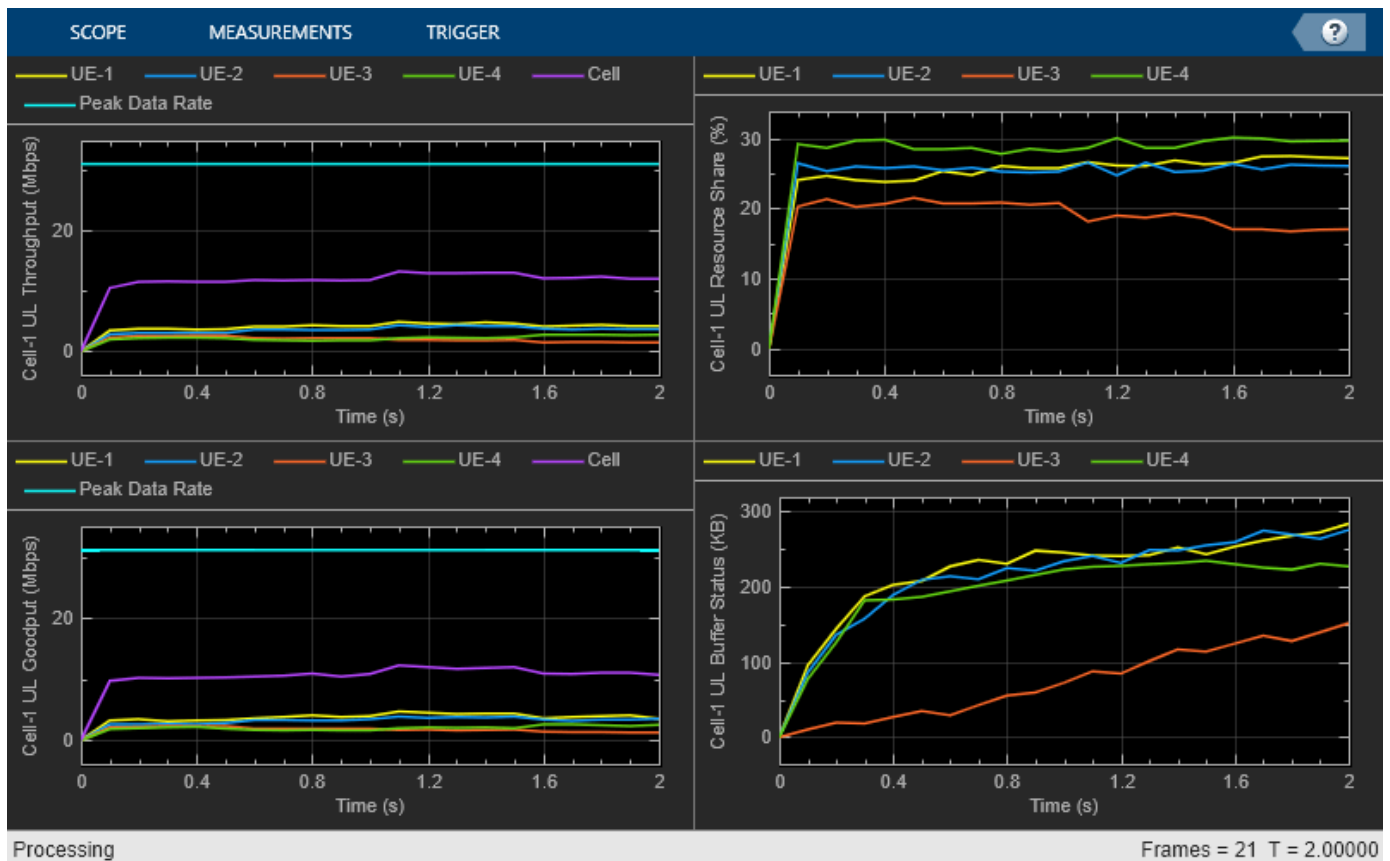 SCOPE MEASUREMENTS TRIGGER ?
UE-1 UE-2 UE-3 UE-4 Cell
Peak Data Rate
Cell-1 UL Throughput (Mbps)
20
0
0 0.4 0.8 1.2 1.6 2
Time (s)
UE-1 UE-2 UE-3 UE-4
Cell-1 UL Resource Share (%)
30
20
10
0
0 0.4 0.8 1.2 1.6 2
Time (s)
UE-1 UE-2 UE-3 UE-4 Cell
Peak Data Rate
Cell-1 UL Goodput (Mbps)
20
0
0 0.4 0.8 1.2 1.6 2
Time (s)
UE-1 UE-2 UE-3 UE-4
Cell-1 UL Buffer Status (KB)
300
200
100
0
0 0.4 0.8 1.2 1.6 2
Time (s)
Processing Frames = 21 T = 2.00000